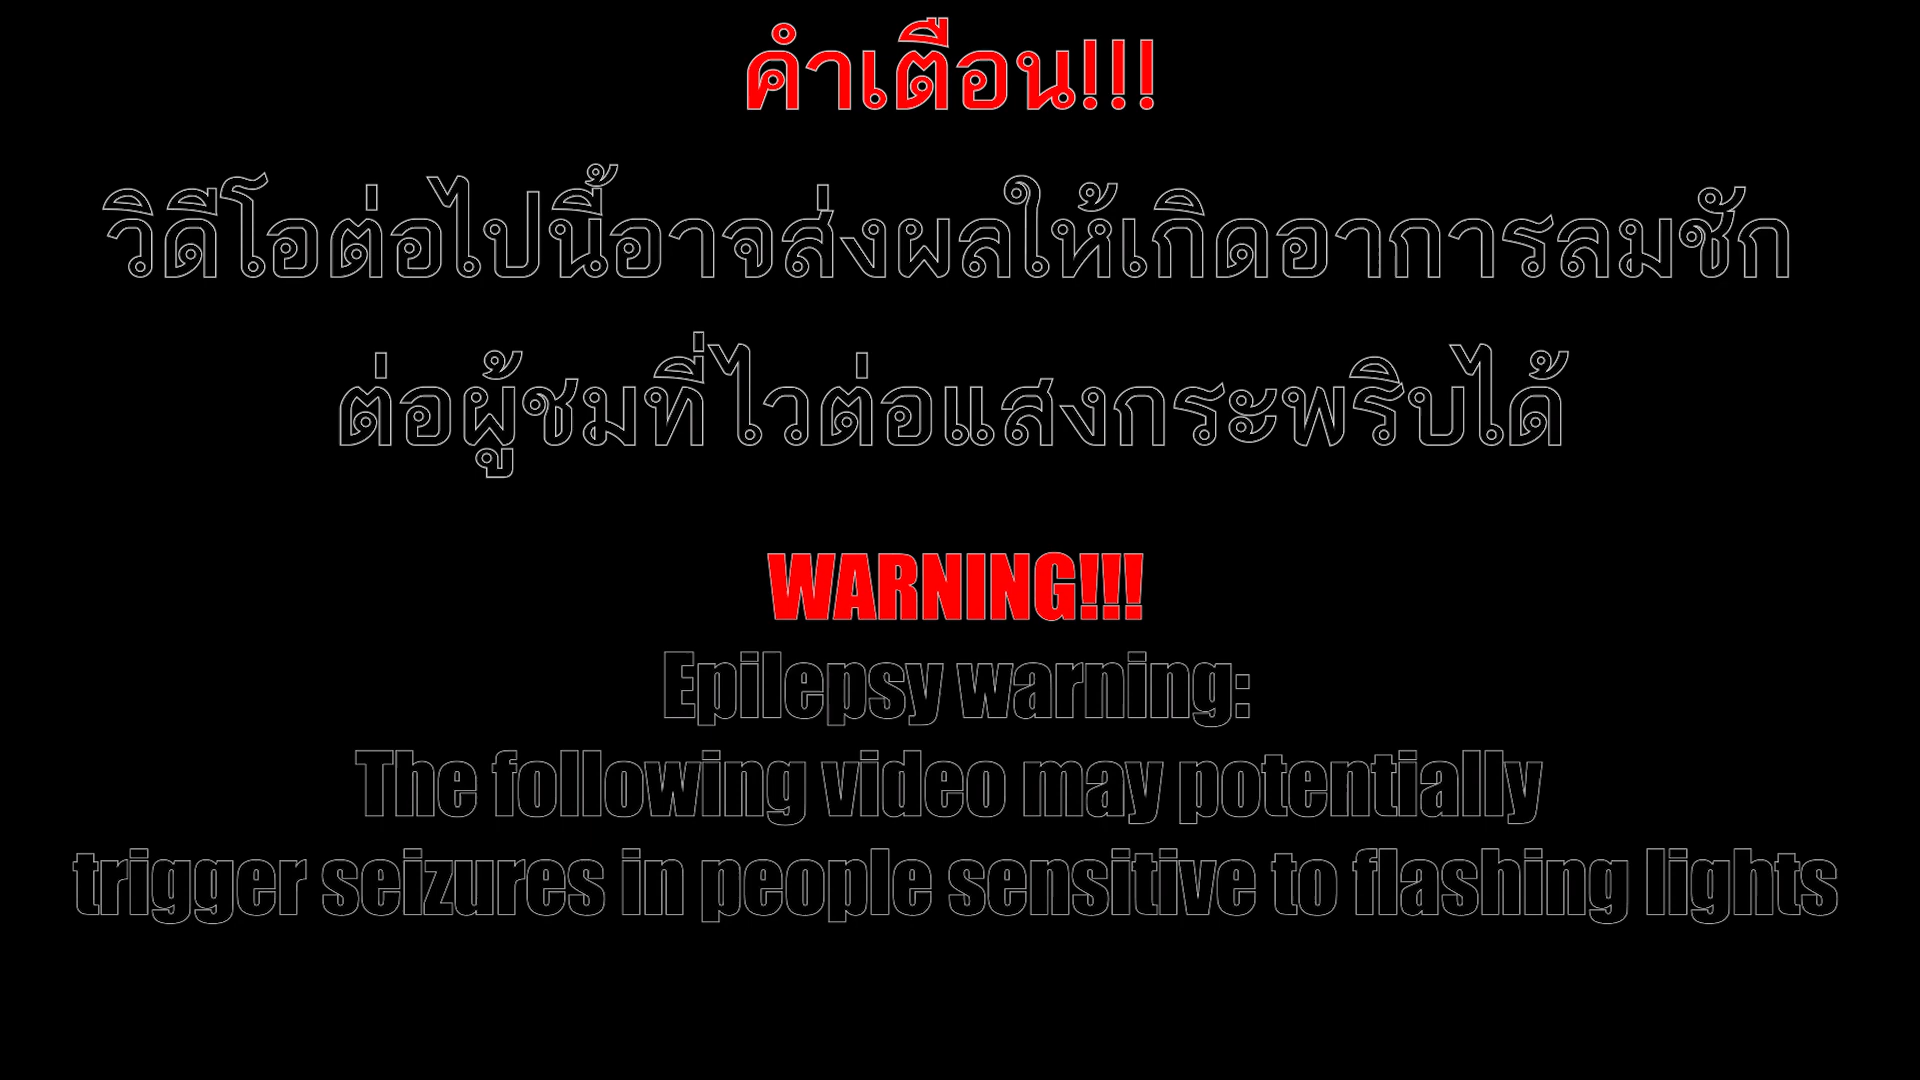 คำเตือน!!!
วิดีโอต่อไปนี้อาจส่งผลให้เกิดอาการลมชัก
ต่อผู้ชมที่ไวต่อแสงกระพริบได้
WARNING!!!
Epilepsy warning:
The following video may potentially
trigger seizures in people sensitive to flashing lights